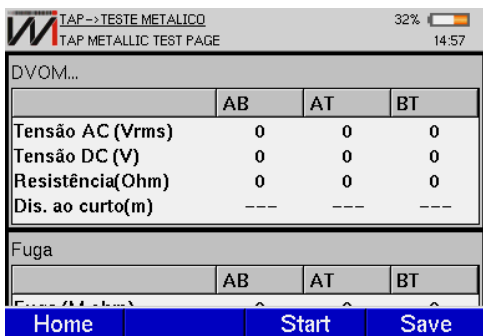 TAP->TESTE METALICO 32%
TAP METALLIC TEST PAGE 14:57
DVOM...
AB AT BT
Tensão AC (Vrms) 0 0 0
Tensão DC (V) 0 0 0
Resistência(Ohm) 0 0 0
Dis. ao curto(m) --- --- ---
Fuga
AB AT BT
Home Start Save